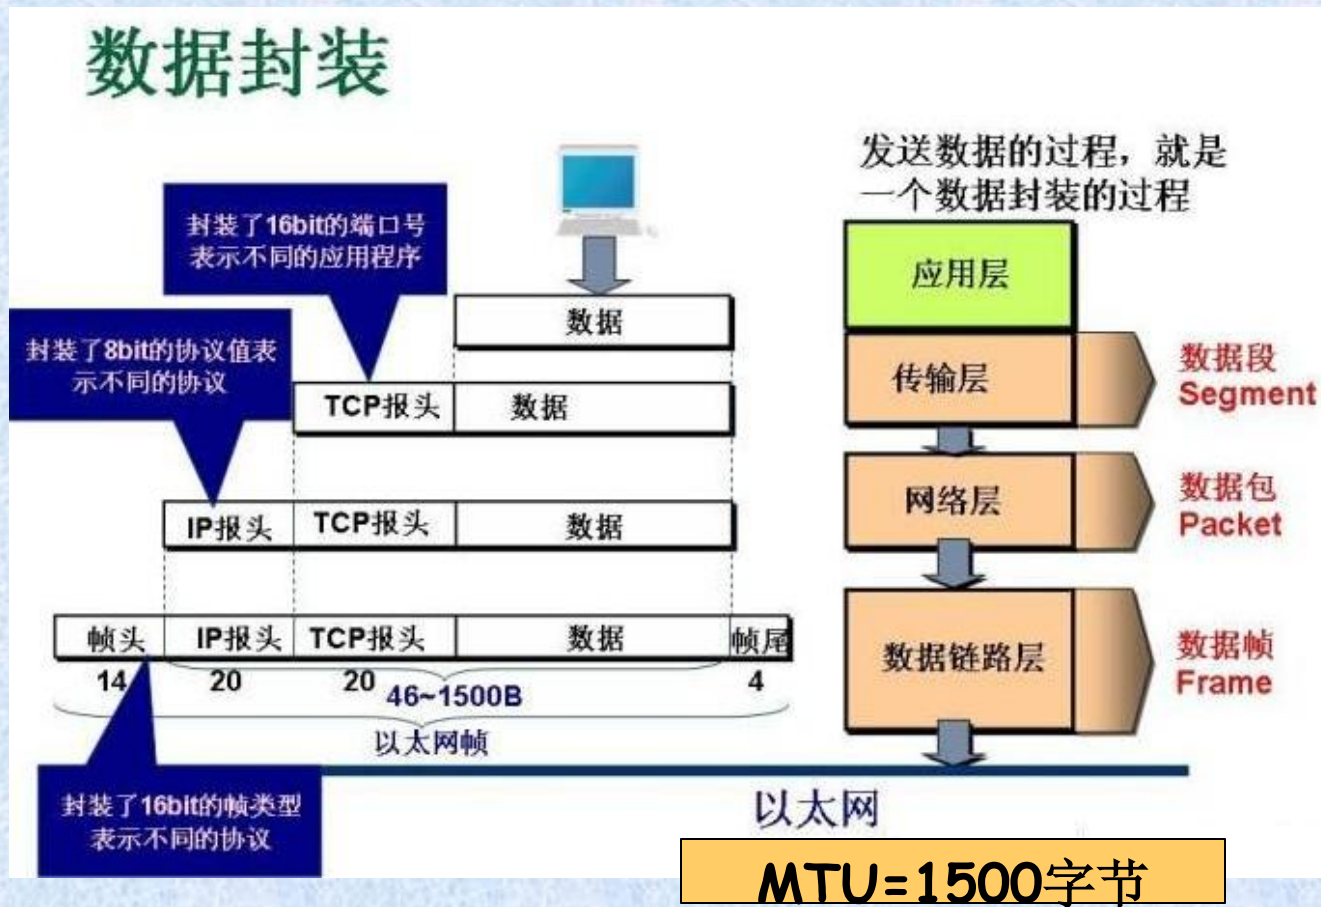 数据封装
发送数据的过程，就是
一个数据封装的过程
封装了16bit的端口号
表示不同的应用程序
数据
封装了8bit的协议值表
示不同的协议
TCP报头 数据
IP报头 TCP报头 数据
帧头 IP报头 TCP报头 数据 帧尾
14 20 20 46~1500B 4
以太网帧
封装了16bit的帧类型
表示不同的协议
应用层
传输层
数据段
Segment
网络层
数据包
Packet
数据链路层
数据帧
Frame
以太网
MTU=1500字节